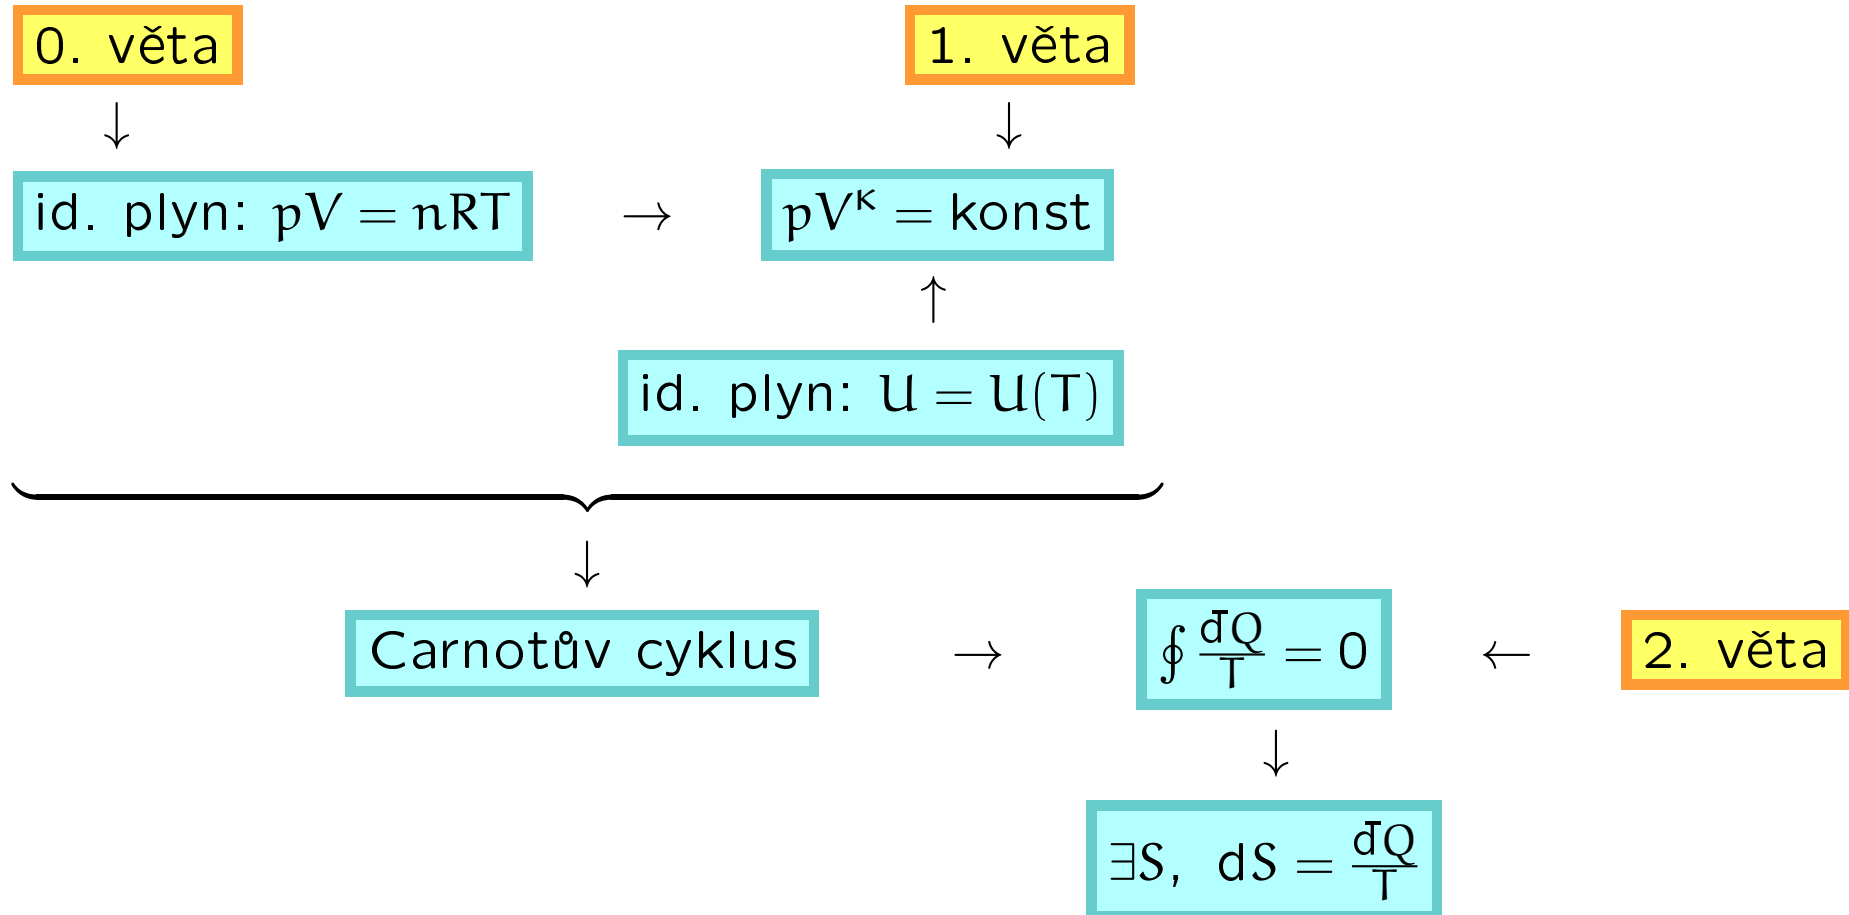 0. věta 1. věta
↓ ↓
id. plyn: pV = nRT → pV^κ = konst
↑
id. plyn: U = U(T)
↓
Carnotův cyklus → ∮ đQ/T = 0 ← 2. věta
↓
∃S, dS = đQ/T